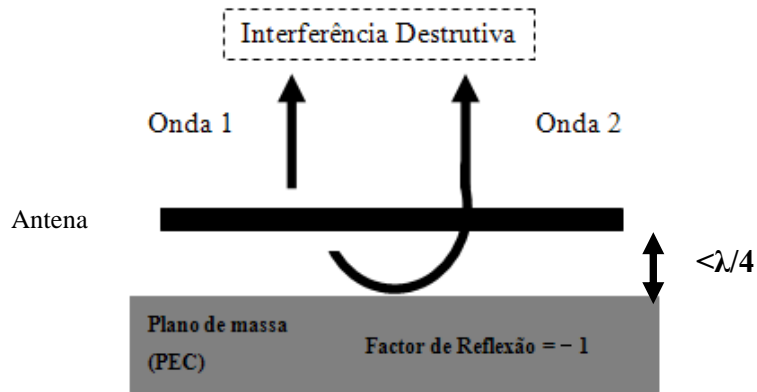 Interferência Destrutiva
Onda 1
Onda 2
Antena
<λ/4
Plano de massa
(PEC)
Factor de Reflexão = − 1